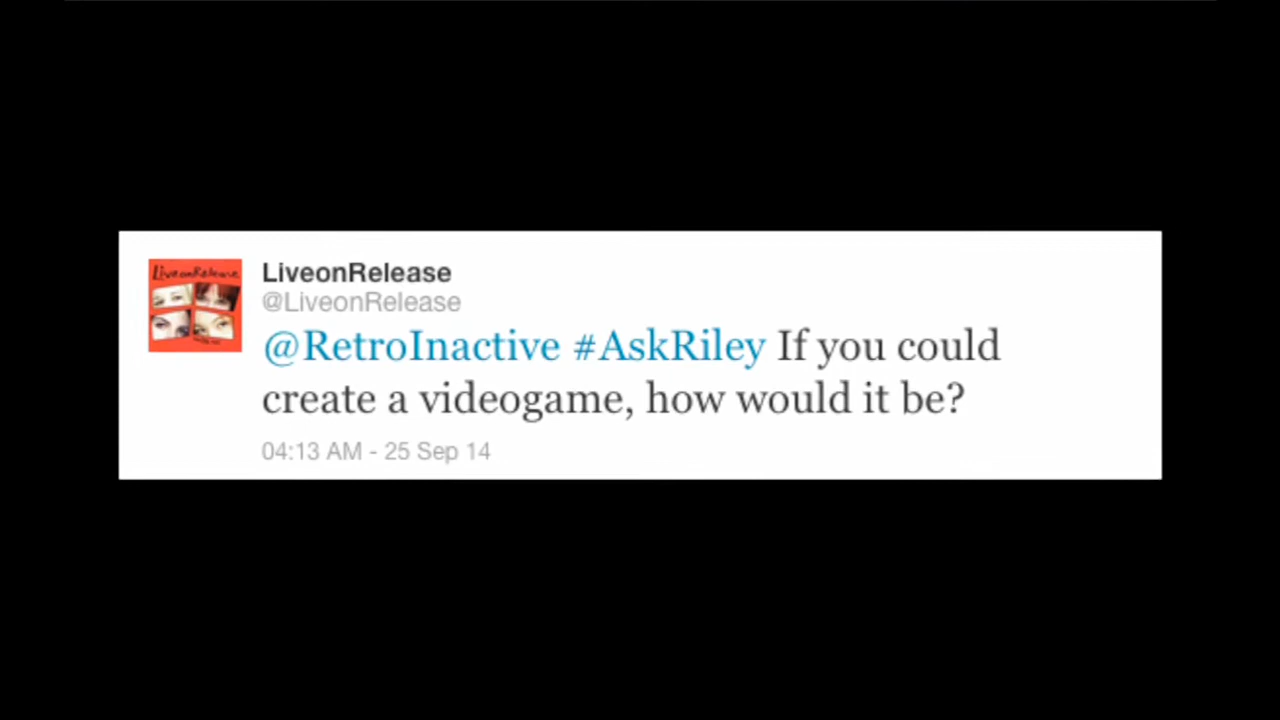 LiveonRelease
LiveonRelease
@LiveonRelease
@RetroInactive #AskRiley If you could
create a videogame, how would it be?
04:13 AM - 25 Sep 14